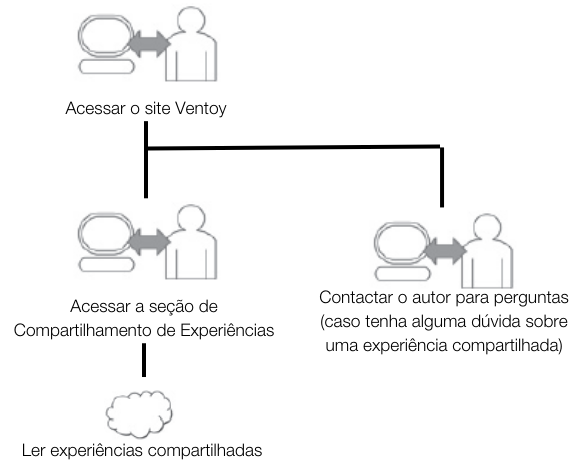 Acessar o site Ventoy
Acessar a seção de
Compartilhamento de Experiências
Contactar o autor para perguntas
(caso tenha alguma dúvida sobre
uma experiência compartilhada)
Ler experiências compartilhadas